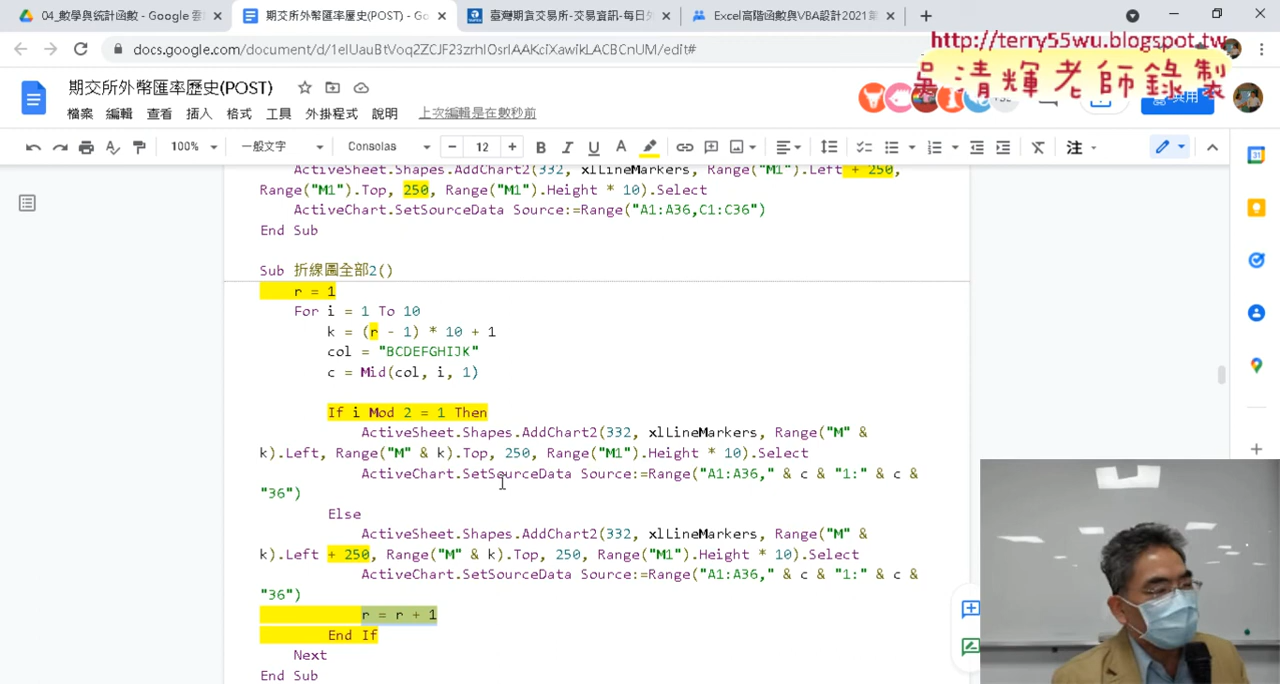 04_數學與統計函數 - Google 雲
期交所外幣匯率歷史(POST) - Go
臺灣期貨交易所-交易資訊-每日外
Excel高階函數與VBA設計2021第
http://terry55wu.blogspot.tw
吳清輝老師錄製
期交所外幣匯率歷史(POST)
檔案 編輯 查看 插入 格式 工具 外掛程式 說明 上次編輯是在數秒前
共用
100% 一般文字 Consolas 12 注
ActiveSheet.Shapes.AddChart2(332, xlLineMarkers, Range("M1").Left + 250,
Range("M1").Top, 250, Range("M1").Height * 10).Select
ActiveChart.SetSourceData Source:=Range("A1:A36,C1:C36")
End Sub
Sub 折線圖全部2()
r = 1
For i = 1 To 10
k = (r - 1) * 10 + 1
col = "BCDEFGHIJK"
c = Mid(col, i, 1)
If i Mod 2 = 1 Then
ActiveSheet.Shapes.AddChart2(332, xlLineMarkers, Range("M" &
k).Left, Range("M" & k).Top, 250, Range("M1").Height * 10).Select
ActiveChart.SetSourceData Source:=Range("A1:A36," & c & "1:" & c &
"36")
Else
ActiveSheet.Shapes.AddChart2(332, xlLineMarkers, Range("M" &
k).Left + 250, Range("M" & k).Top, 250, Range("M1").Height * 10).Select
ActiveChart.SetSourceData Source:=Range("A1:A36," & c & "1:" & c &
"36")
r = r + 1
End If
Next
End Sub